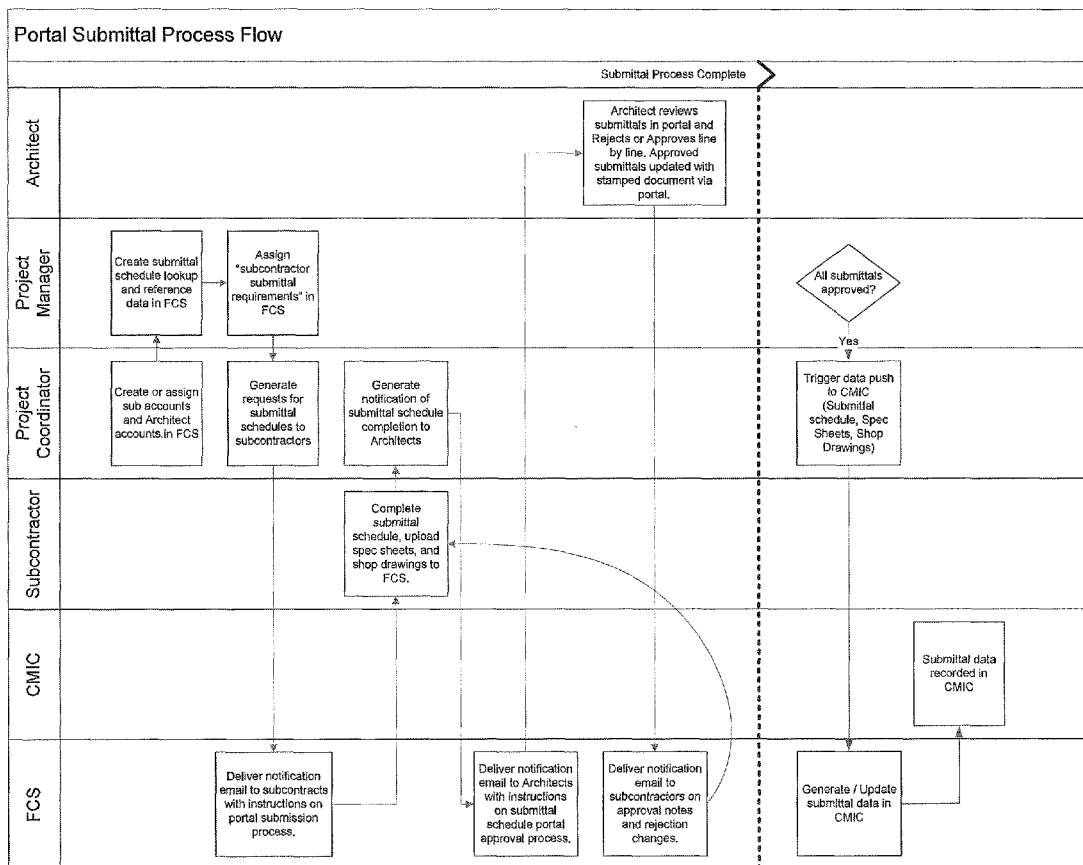 Portal Submittal Process Flow
Submittal Process Complete
Architect
Architect reviews
submittals in portal and
Rejects or Approves line
by line. Approved
submittals updated with
stamped document via
portal.
Project
Manager
Create submittal
schedule lookup
and reference
data in FCS
Assign
"subcontractor
submittal
requirements" in
FCS
All submittals
approved?
Yes
Project
Coordinator
Create or assign
sub accounts
and Architect
accounts.in FCS
Generate
requests for
submittal
schedules to
subcontractors
Generate
notification of
submittal schedule
completion to
Architects
Trigger data push
to CMIC
(Submittal
schedule, Spec
Sheets, Shop
Drawings)
Subcontractor
Complete
submittal
schedule, upload
spec sheets, and
shop drawings to
FCS.
CMIC
Submittal data
recorded in
CMIC
FCS
Deliver notification
email to subcontracts
with instructions on
portal submission
process.
Deliver notification
email to Architects
with instructions
on submittal
schedule portal
approval process.
Deliver notification
email to
subcontractors on
approval notes
and rejection
changes.
Generate / Update
submittal data in
CMIC